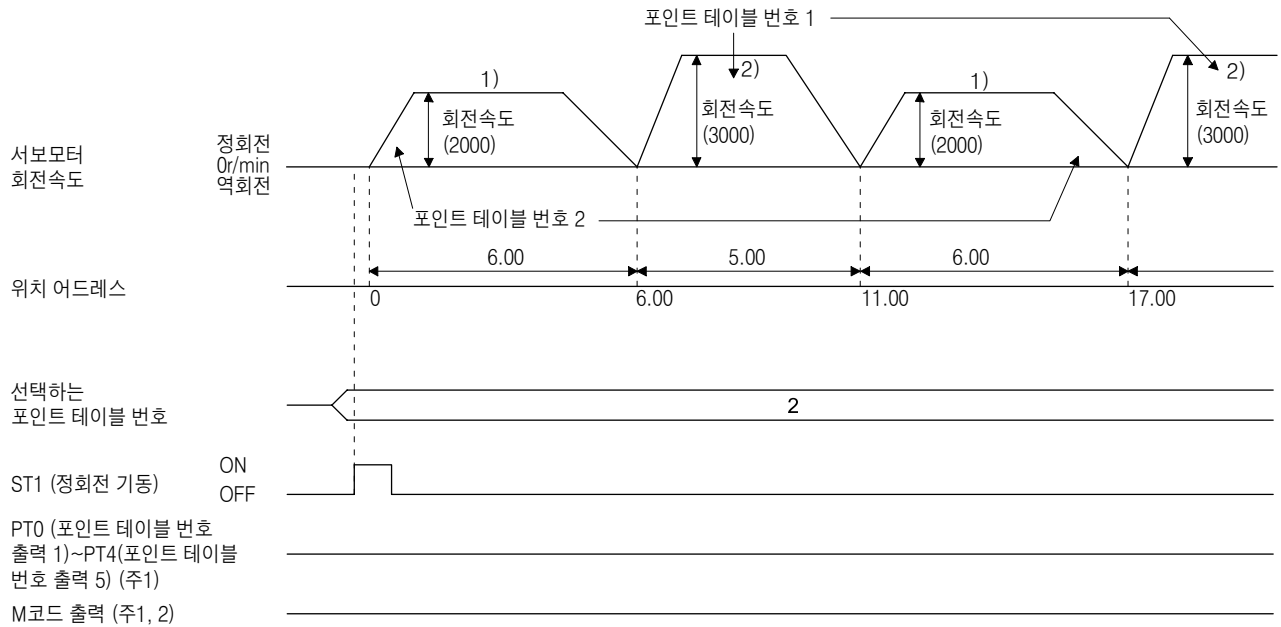 포인트 테이블 번호 1
1)
2)
1)
2)
회전속도
(2000)
회전속도
(3000)
회전속도
(2000)
회전속도
(3000)
서보모터
회전속도
정회전
0r/min
역회전
포인트 테이블 번호 2
6.00
5.00
6.00
위치 어드레스
0
6.00
11.00
17.00
선택하는
포인트 테이블 번호
2
ST1 (정회전 기동)
ON
OFF
PT0 (포인트 테이블 번호
출력 1)~PT4(포인트 테이블
번호 출력 5) (주1)
M코드 출력 (주1, 2)